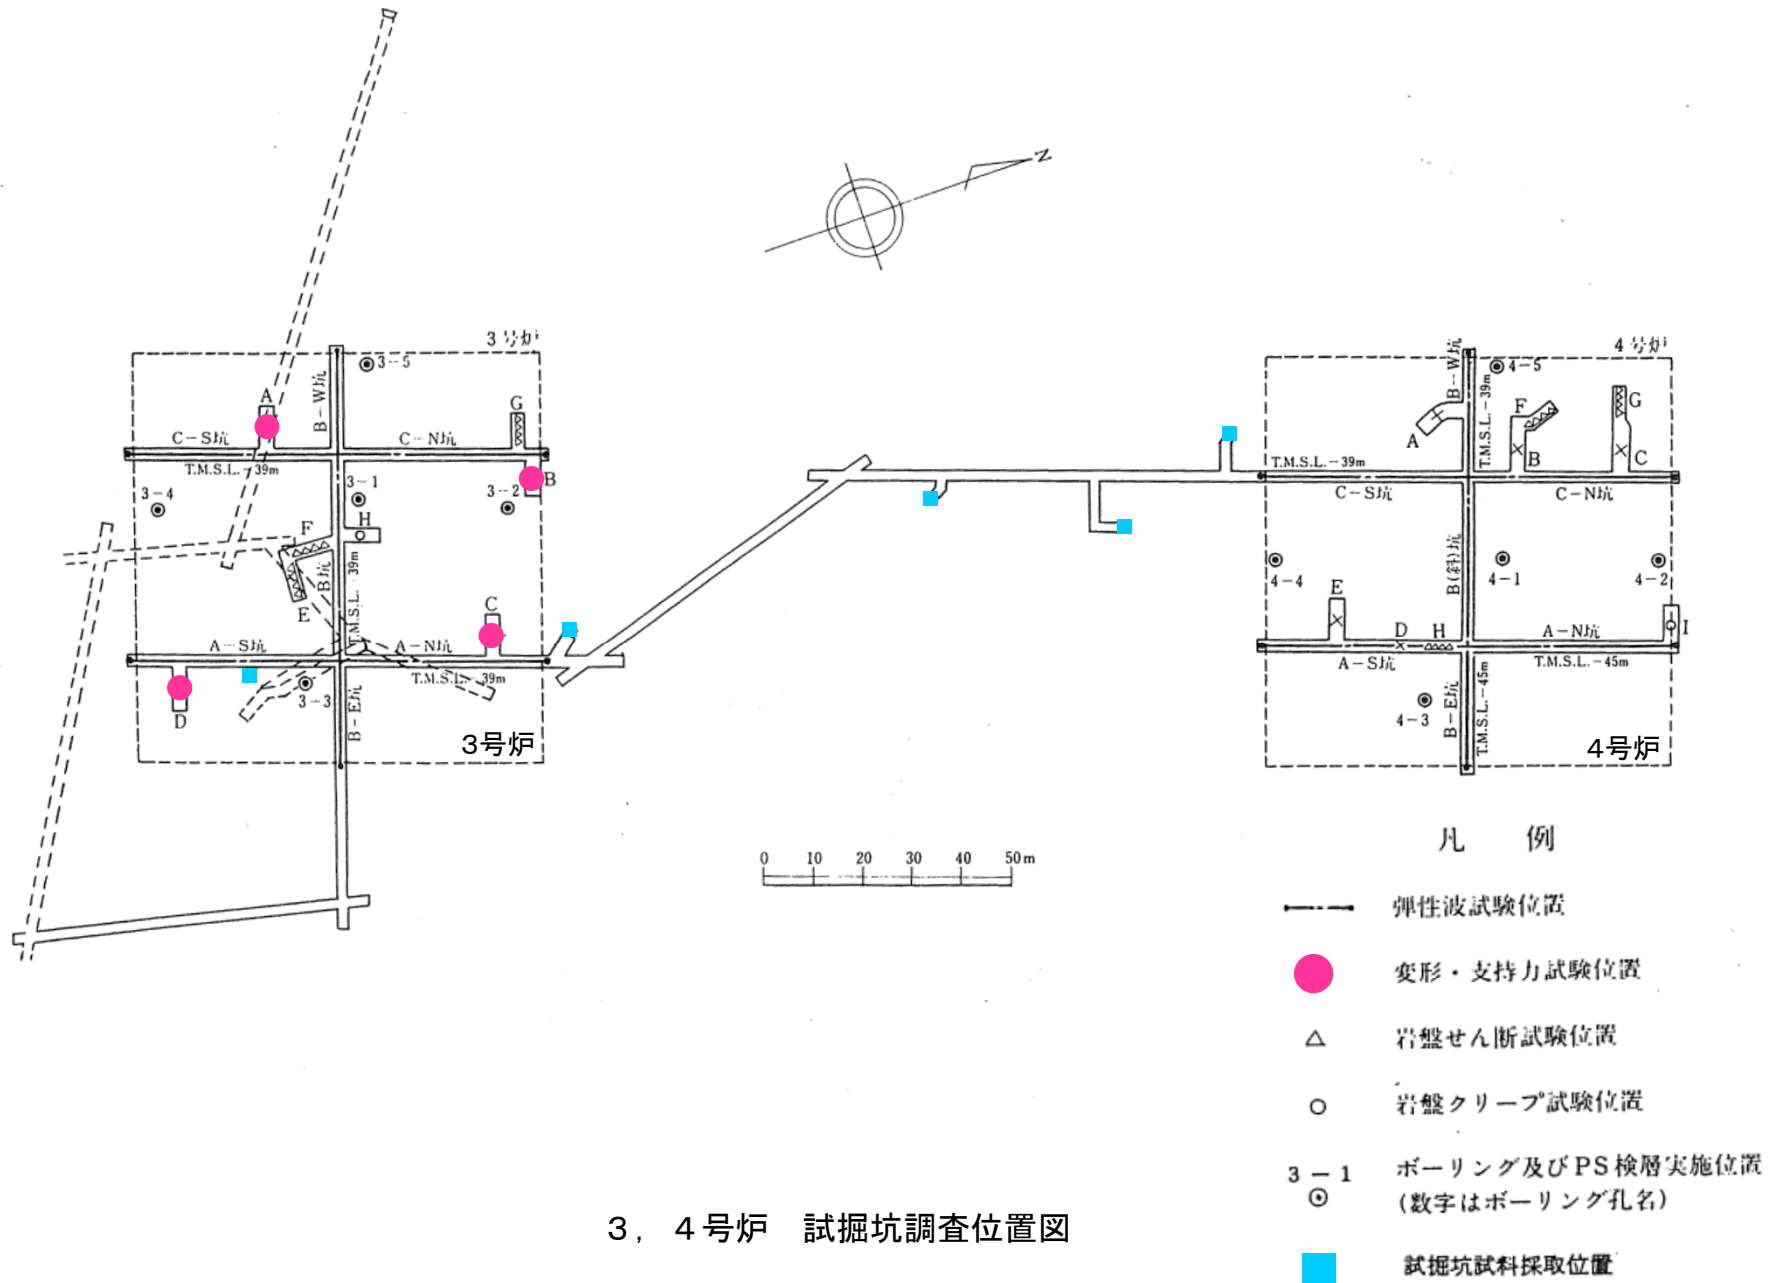 N
3号炉
3-5
B-W坑
A
G
C-S坑
C-N坑
T.M.S.L.-39m
B
3-1
3-2
3-4
H
F
B坑
T.M.S.L.-39m
E
C
A-S坑
A-N坑
T.M.S.L.-39m
3-3
D
B-E坑
3号炉
4号炉
4-5
B-W坑
T.M.S.L.-39m
A
F
G
B
C
T.M.S.L.-39m
C-S坑
C-N坑
B(斜)坑
4-4
4-1
4-2
E
D
H
I
A-N坑
A-S坑
T.M.S.L.-45m
4-3
B-E坑
T.M.S.L.-45m
4号炉
0 10 20 30 40 50m
凡 例
弾性波試験位置
変形・支持力試験位置
岩盤せん断試験位置
岩盤クリープ試験位置
3-1 ボーリング及びPS検層実施位置
(数字はボーリング孔名)
試掘坑試料採取位置
3，4号炉 試掘坑調査位置図